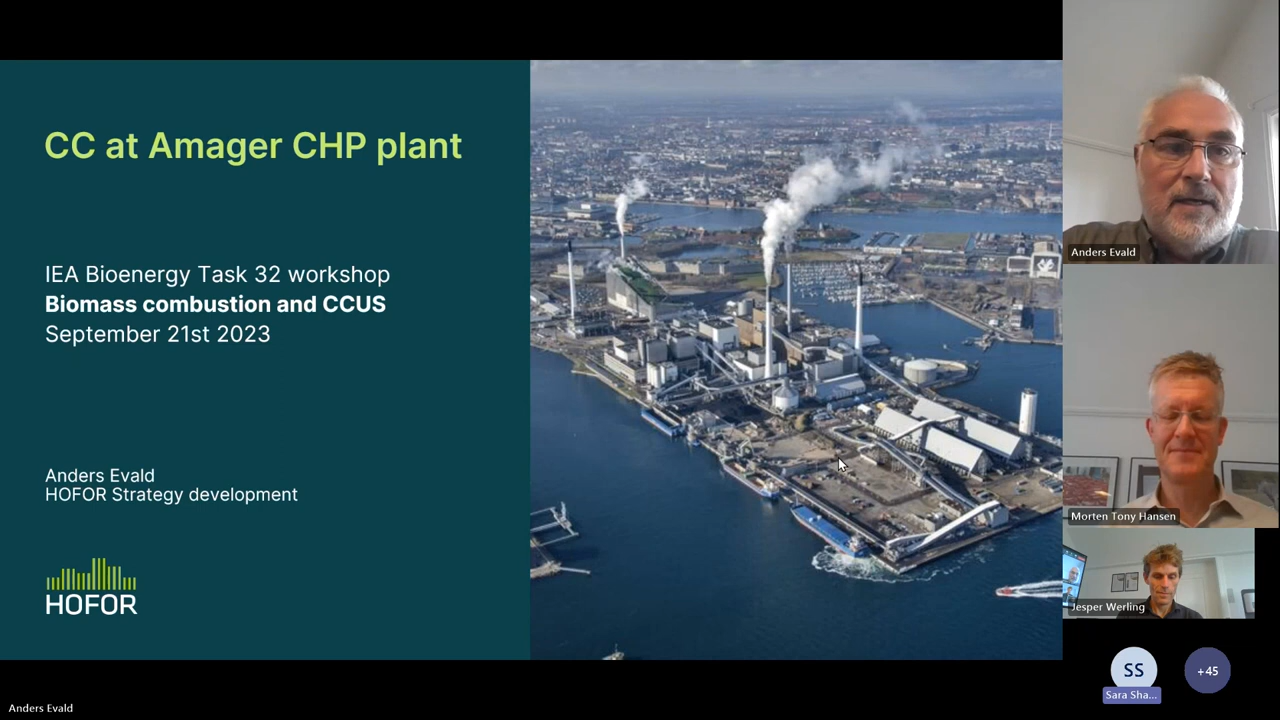 CC at Amager CHP plant
IEA Bioenergy Task 32 workshop
Biomass combustion and CCUS
September 21st 2023
Anders Evald
HOFOR Strategy development
HOFOR
Anders Evald
Morten Tony Hansen
Jesper Werling
SS
Sara Sha...
+45
Anders Evald